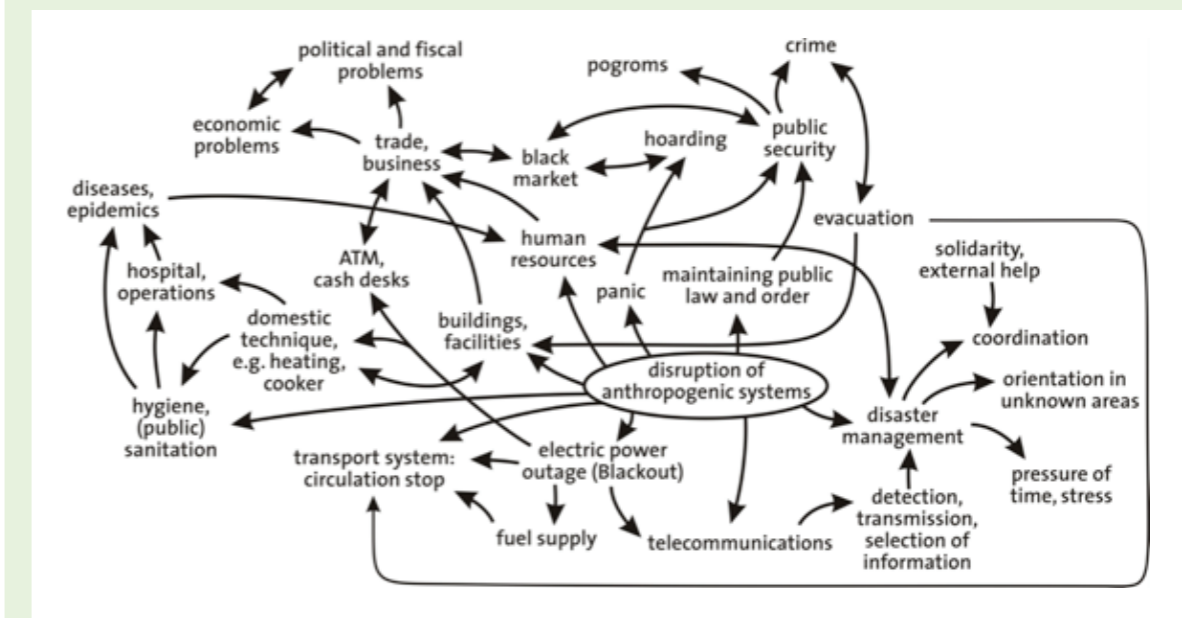 political and fiscal
problems
crime
pogroms
economic
problems
trade,
business
black
market
hoarding
public
security
diseases,
epidemics
evacuation
human
resources
solidarity,
external help
hospital,
operations
ATM,
cash desks
panic
maintaining public
law and order
domestic
technique,
e.g. heating,
cooker
buildings,
facilities
coordination
disruption of
anthropogenic systems
orientation in
unknown areas
hygiene,
(public)
sanitation
disaster
management
transport system:
circulation stop
electric power
outage (Blackout)
pressure of
time, stress
fuel supply
telecommunications
detection,
transmission,
selection of
information